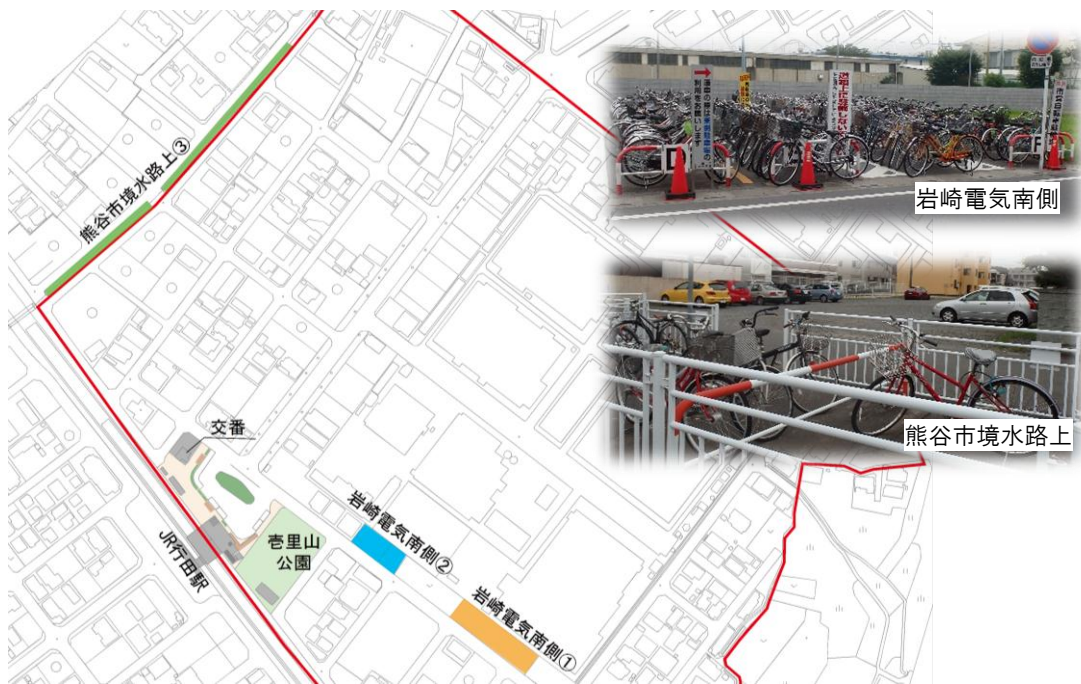 熊谷市境水路上③
交番
JR行田駅
壱里山
公園
岩崎電気南側②
岩崎電気南側①
岩崎電気南側
熊谷市境水路上